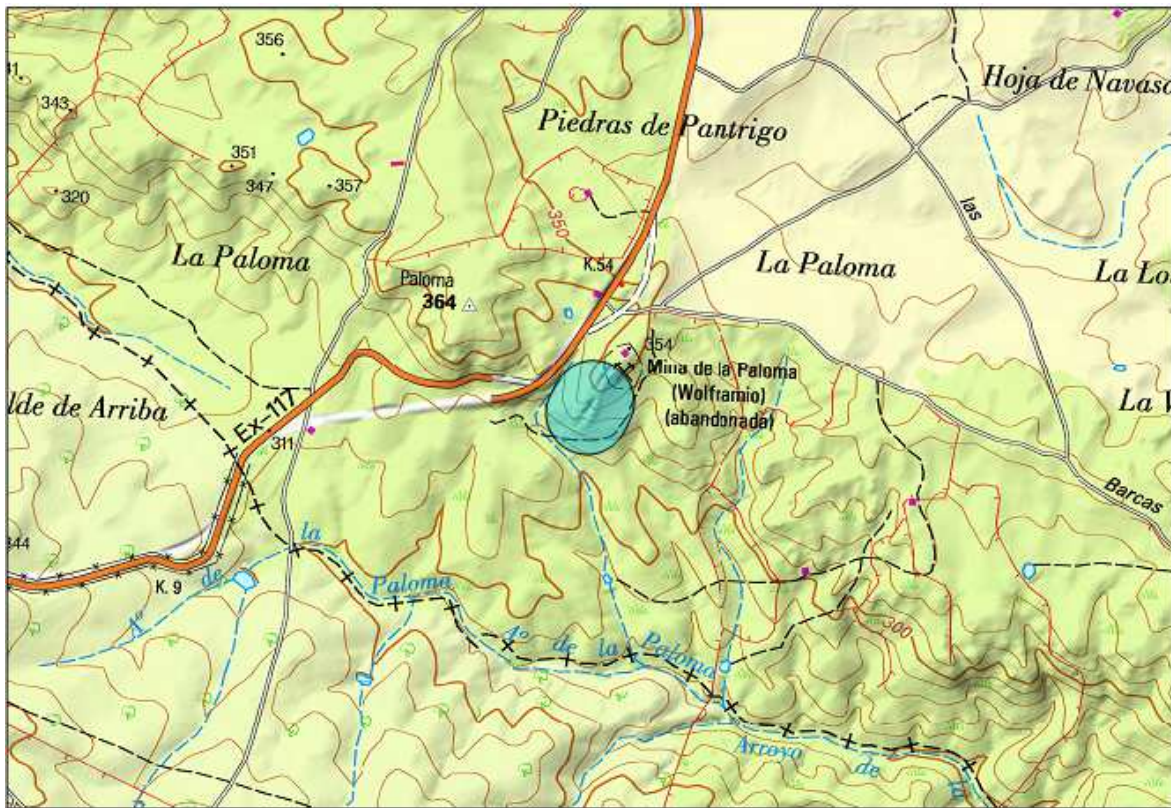 356
Hoja de Navaso
343
Piedras de Pantrigo
351
347
357
320
350
las
La Paloma
K.54
La Paloma
Paloma
364
354
Mina de la Paloma
(Wolframio)
(abandonada)
lde de Arriba
Ex-117
311
Barcas
344
K. 9
Aº de la Paloma
300
Aº de la Paloma
Arroyo de la